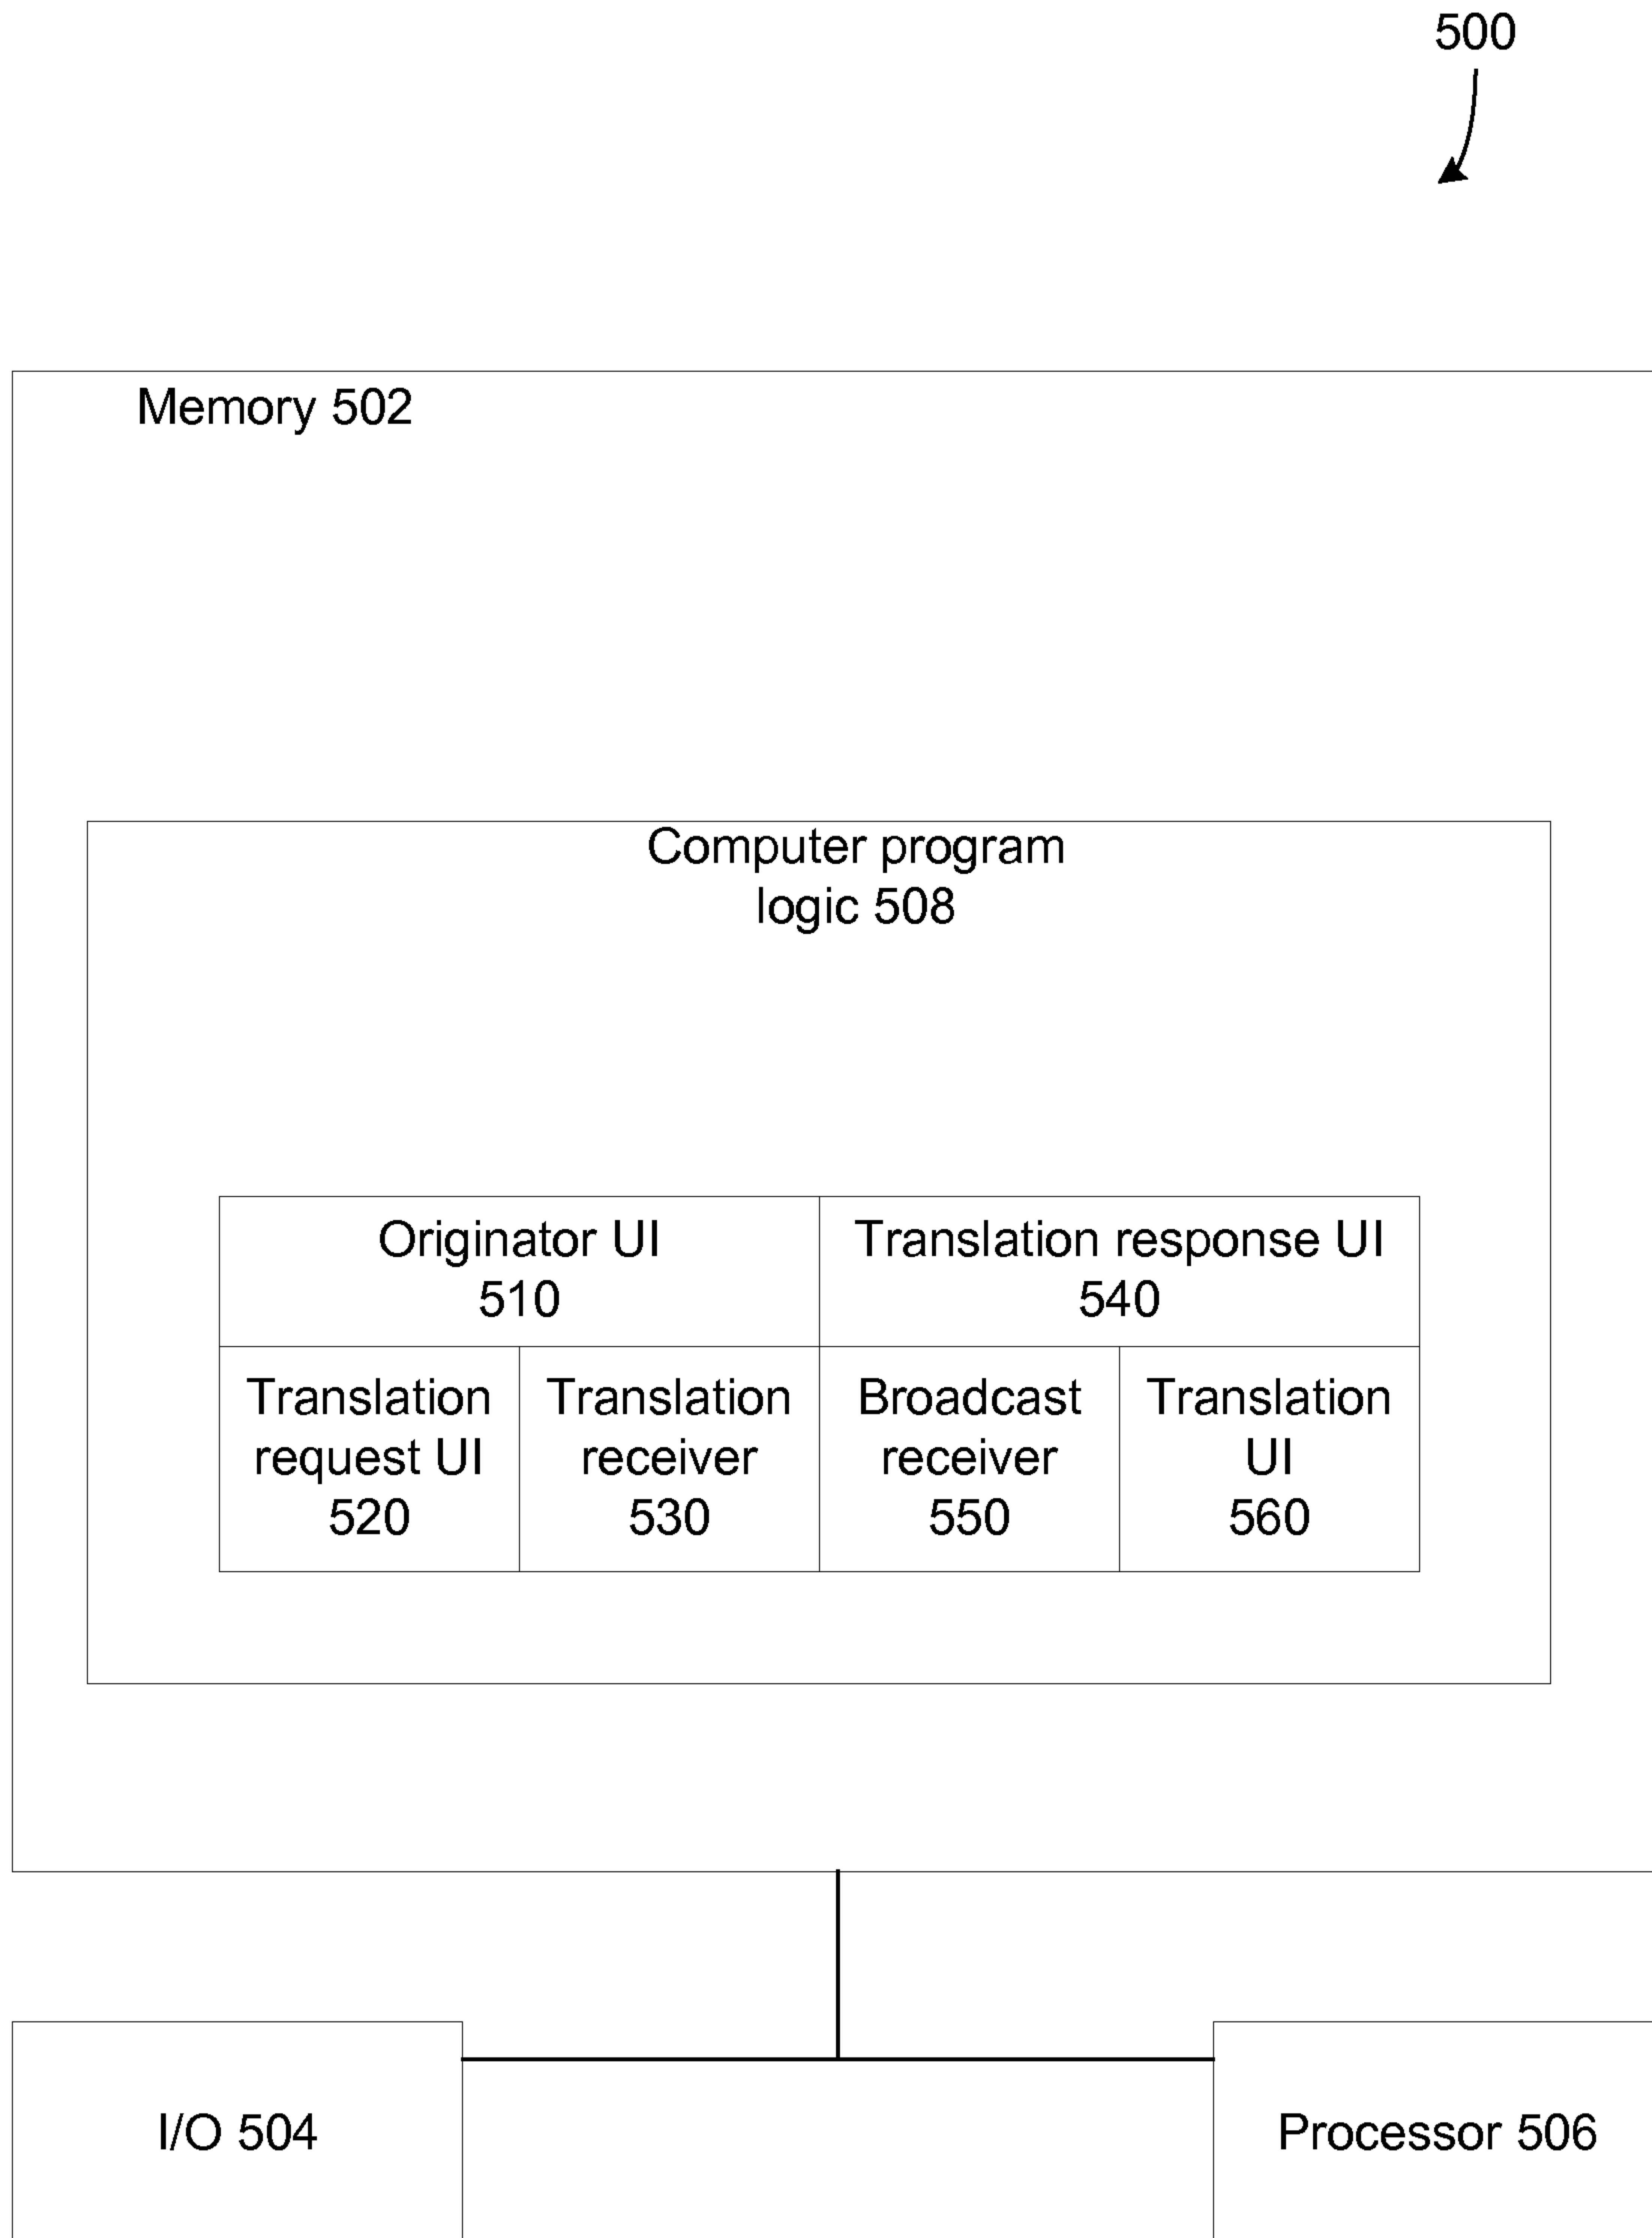 500
Memory 502
Computer program
logic 508
Originator UI
510
Translation response UI
540
Translation
request UI
520
Translation
receiver
530
Broadcast
receiver
550
Translation
UI
560
I/O 504
Processor 506